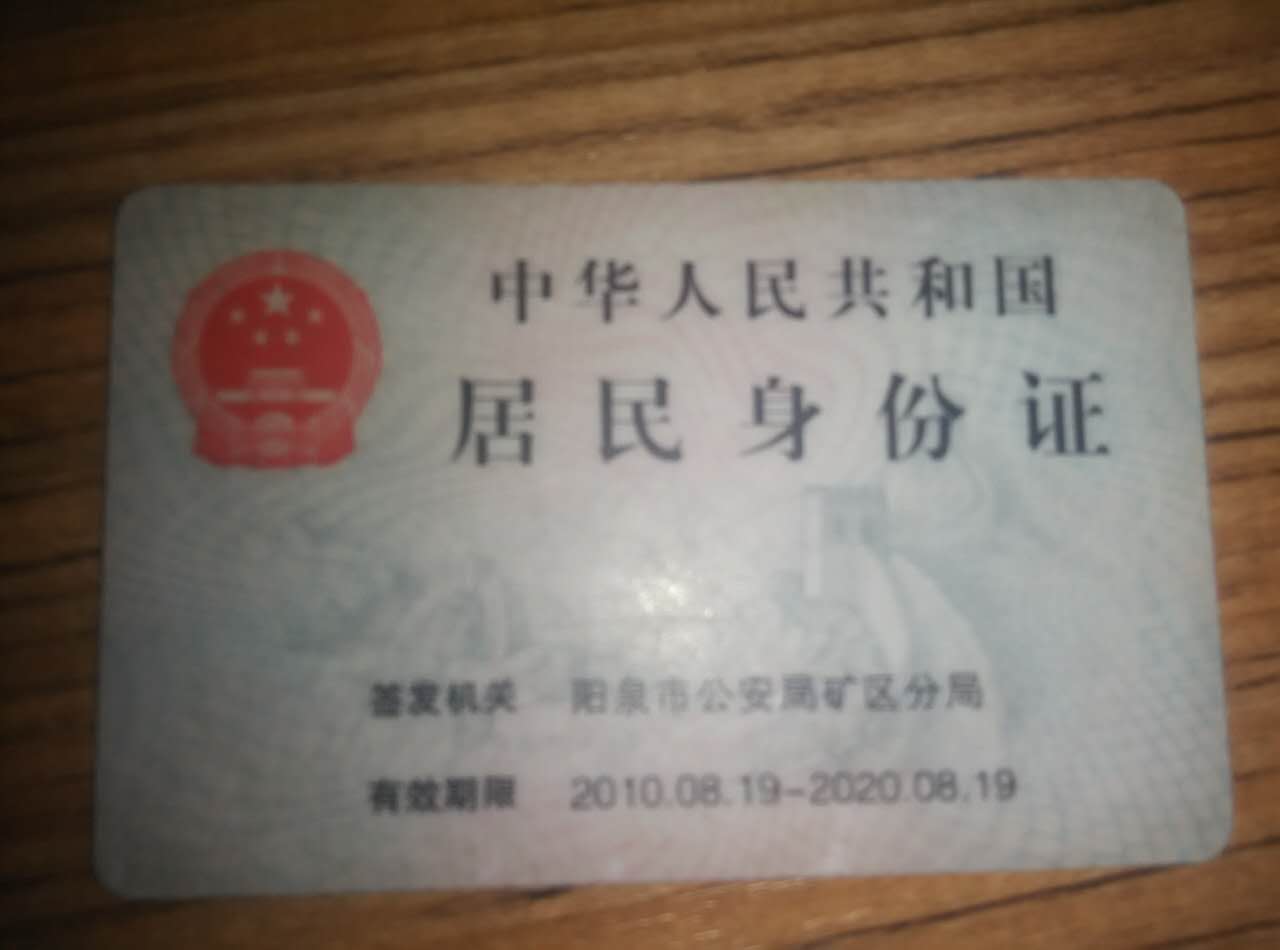 中华人民共和国
居民身份证
签发机关 阳泉市公安局矿区分局
有效期限 2010.08.19-2020.08.19